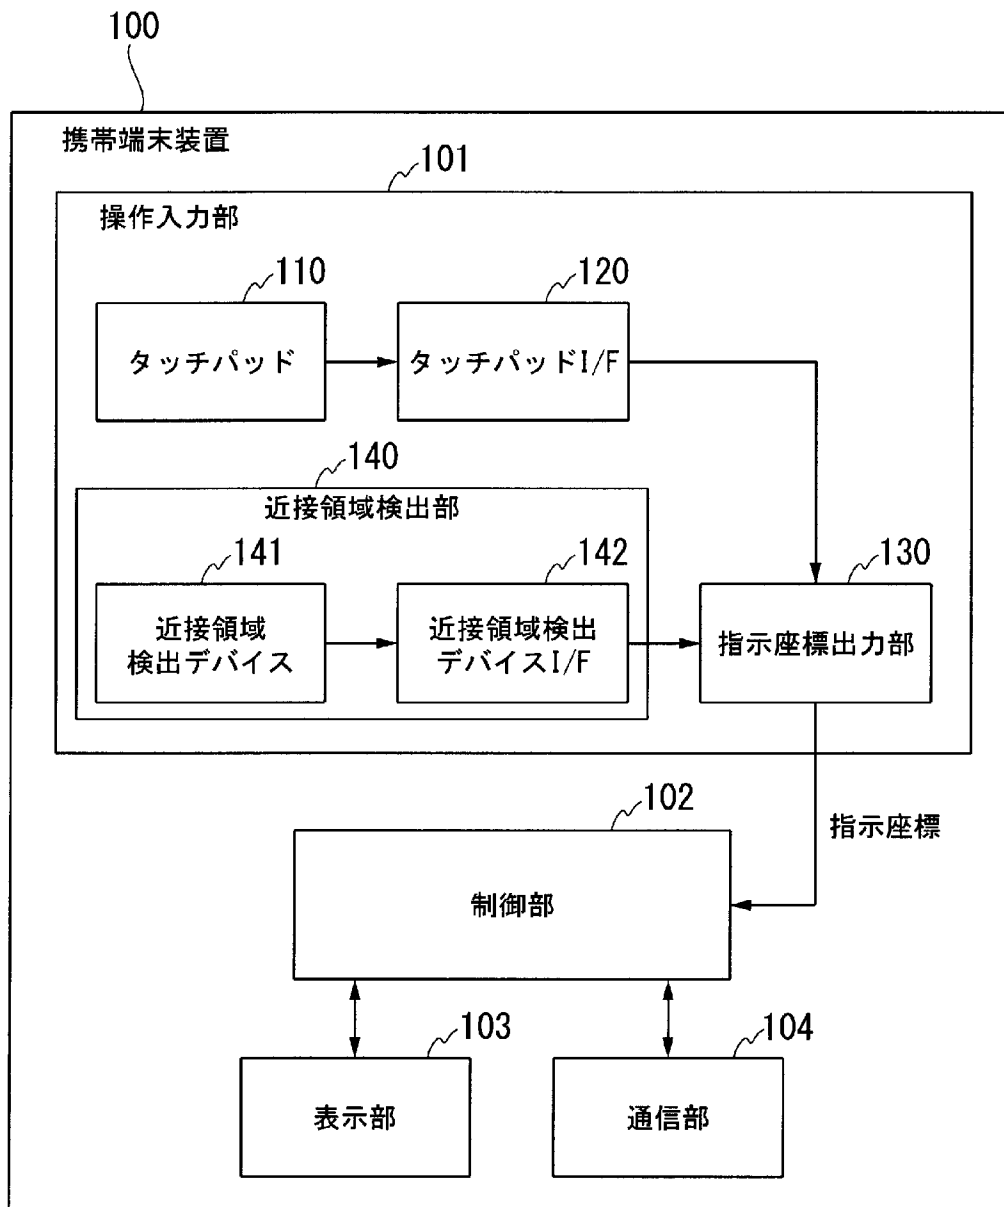 100
携帯端末装置
101
操作入力部
110
120
タッチパッド
タッチパッドI/F
140
近接領域検出部
141
142
130
近接領域
検出デバイス
近接領域検出
デバイスI/F
指示座標出力部
102
指示座標
制御部
103
104
表示部
通信部